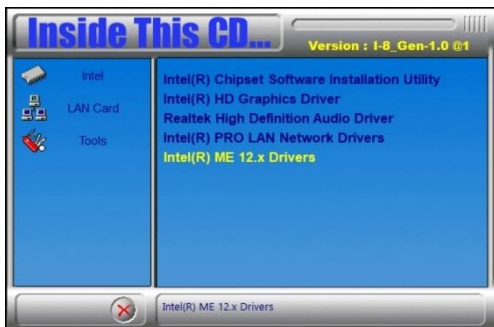 Inside This CD...
Version : I-8_Gen-1.0 @1
Intel
LAN Card
Tools
Intel(R) Chipset Software Installation Utility
Intel(R) HD Graphics Driver
Realtek High Definition Audio Driver
Intel(R) PRO LAN Network Drivers
Intel(R) ME 12.x Drivers
Intel(R) ME 12.x Drivers